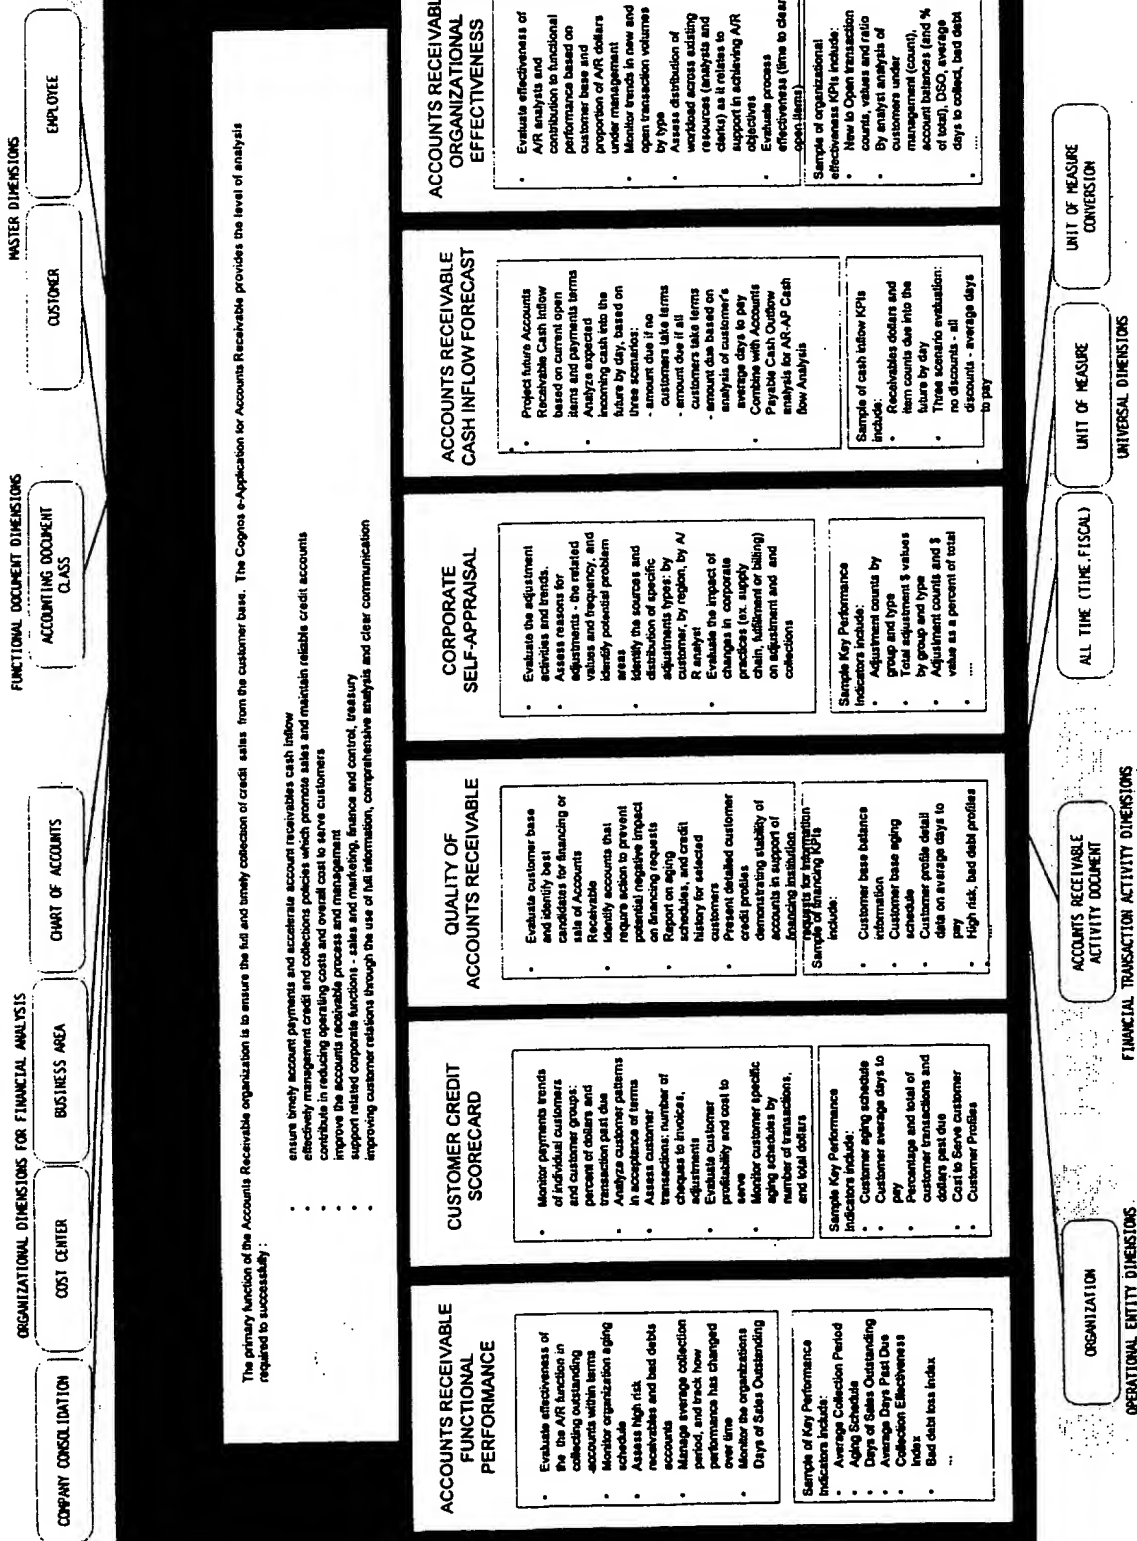 ORGANIZATIONAL DIMENSIONS FOR FINANCIAL ANALYSIS
FUNCTIONAL DOCUMENT DIMENSIONS
MASTER DIMENSIONS
COMPANY CONSOLIDATION
COST CENTER
BUSINESS AREA
CHART OF ACCOUNTS
ACCOUNTING DOCUMENT
CLASS
CUSTOMER
EMPLOYEE
The primary function of the Accounts Receivable organization is to ensure the full and timely collection of credit sales from the customer base. The Cognos e-Application for Accounts Receivable provides the level of analysis
required to successfully :
• ensure timely account payments and accelerate account receivables cash inflow
• effectively management credit and collections policies which promote sales and maintain reliable credit accounts
• contribute in reducing operating costs and overall cost to serve customers
• improve the accounts receivable process and management
• support related corporate functions - sales and marketing, finance and control, treasury
• improving customer relations through the use of full information, comprehensive analysis and clear communication
ACCOUNTS RECEIVABLE
FUNCTIONAL
PERFORMANCE
• Evaluate effectiveness of
the the A/R function in
collecting outstanding
accounts within terms
• Monitor organization aging
schedule
• Assess high risk
receivables and bad debts
accounts
• Manage average collection
period, and track how
performance has changed
over time
• Monitor the organizations
Days of Sales Outstanding
Sample of Key Performance
Indicators include:
• Average Collection Period
• Aging Schedule
• Days of Sales Outstanding
• Average Days Past Due
• Collection Effectiveness
Index
• Bad debt loss index
...
CUSTOMER CREDIT
SCORECARD
• Monitor payments trends
of individual customers
and customer groups:
percent of dollars and
transaction past due
• Analyze customer patterns
in acceptance of terms
• Assess customer
transactions: number of
cheques to invoices,
adjustments
• Evaluate customer
profitability and cost to
serve
• Monitor customer specific
aging schedules by
number of transactions,
and total dollars
Sample Key Performance
Indicators include:
• Customer aging schedule
• Customer average days to
pay
• Percentage and total of
customer transactions and
dollars past due
• Cost to Serve customer
• Customer Profiles
QUALITY OF
ACCOUNTS RECEIVABLE
• Evaluate customer base
and identify best
candidates for financing or
sale of Accounts
Receivable
• Identify accounts that
require action to prevent
potential negative impact
on financing requests
• Report on aging
schedules, and credit
history for selected
customers
• Present detailed customer
credit profiles
demonstrating stability of
accounts in support of
financing institution
requests for information
Sample of financing KPIs
include:
• Customer base balance
information
• Customer base aging
schedule
• Customer profile detail
data on average days to
pay
• High risk, bad debt profiles
• ....
CORPORATE
SELF-APPRAISAL
• Evaluate the adjustment
activities and trends.
• Assess reasons for
adjustments - the related
values and frequency, and
identify potential problem
areas
• Identify the sources and
distribution of specific
adjustments types: by
customer, by region, by A/
R analyst
• Evaluate the impact of
changes in corporate
practices (ex. supply
chain, fulfillment or billing)
on adjustment and and
collections
Sample Key Performance
Indicators include:
• Adjustment counts by
group and type
• Total adjustment $ values
by group and type
• Adjustment counts and $
value as a percent of total
• ....
ACCOUNTS RECEIVABLE
CASH INFLOW FORECAST
• Project future Accounts
Receivable Cash Inflow
based on current open
items and payments terms
• Analyze expected
incoming cash into the
future by day, based on
three scenarios:
- amount due if no
customers take terms
- amount due if all
customers take terms
- amount due based on
analysis of customer's
average days to pay
• Combine with Accounts
Payable Cash Outflow
analysis for AR-AP Cash
flow Analysis
Sample of cash inflow KPIs
include:
• Receivables dollars and
item counts due into the
future by day
• Three scenario evaluation:
no discounts - all
discounts - average days
to pay
ACCOUNTS RECEIVABLE
ORGANIZATIONAL
EFFECTIVENESS
• Evaluate effectiveness of
A/R analysts and
contribution to functional
performance based on
customer base and
proportion of A/R dollars
under management
• Monitor trends in new and
open transaction volumes
by type
• Assess distribution of
workload across existing
resources (analysts and
clerks) as it relates to
support in achieving A/R
objectives
• Evaluate process
effectiveness (time to clear
open items)
Sample of organizational
effectiveness KPIs include:
• New to Open transaction
counts, values and ratio
• By analyst analysis of
customers under
management (count),
account balances (and %
of total), DSO, average
days to collect, bad debt
• ....
ORGANIZATION
ACCOUNTS RECEIVABLE
ACTIVITY DOCUMENT
ALL TIME (TIME.FISCAL)
UNIT OF MEASURE
UNIT OF MEASURE
CONVERSION
OPERATIONAL ENTITY DIMENSIONS
FINANCIAL TRANSACTION ACTIVITY DIMENSIONS
UNIVERSAL DIMENSIONS